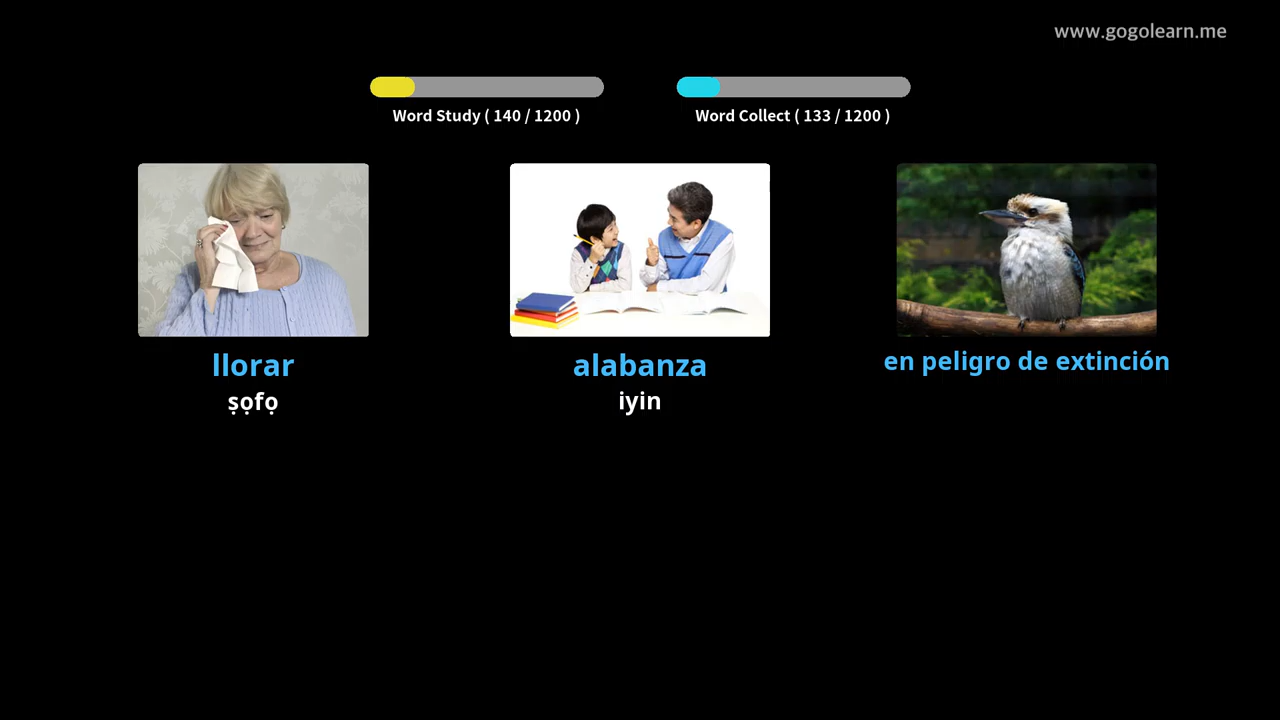 www.gogolearn.me
Word Study ( 140 / 1200 )
Word Collect ( 133 / 1200 )
llorar
ṣọfọ
alabanza
iyin
en peligro de extinción